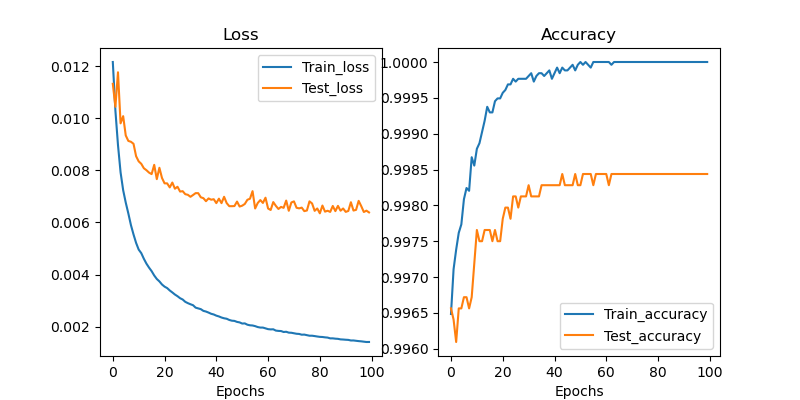 Loss
0.012
0.010
0.008
0.006
0.004
0.002
Train_loss
Test_loss
0 20 40 60 80 100
Epochs
Accuracy
1.0000
0.9995
0.9990
0.9985
0.9980
0.9975
0.9970
0.9965
0.9960
Train_accuracy
Test_accuracy
0 20 40 60 80 100
Epochs